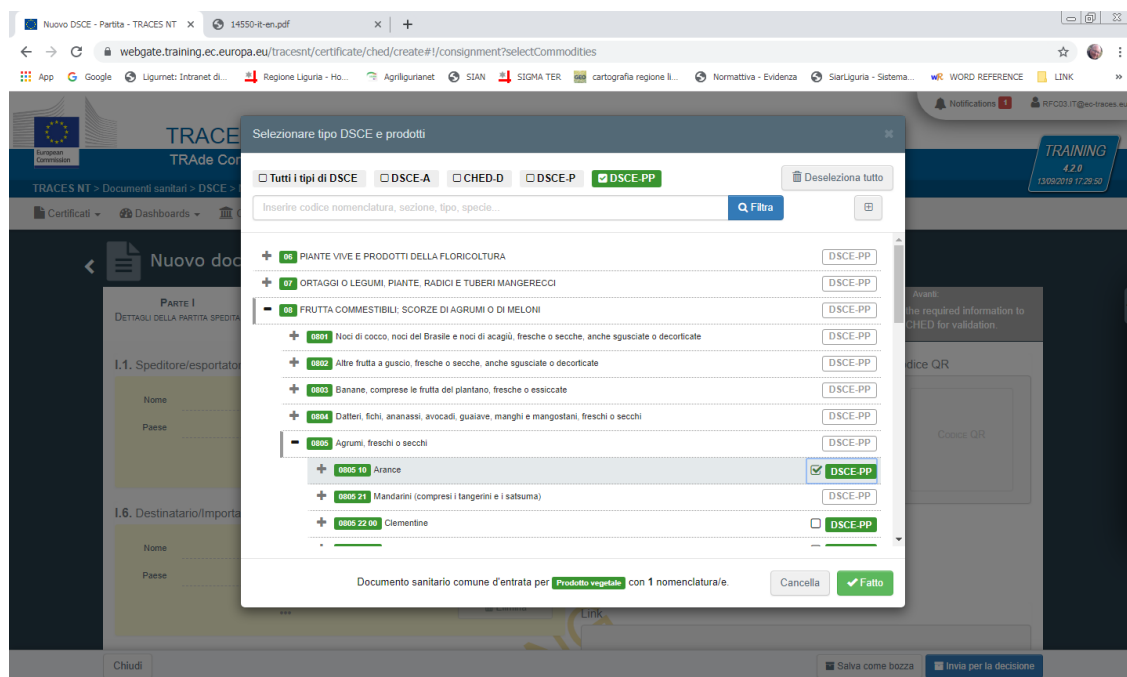 Nuovo DSCE - Partita - TRACES NT
14550-it-en.pdf
webgate.training.ec.europa.eu/tracesnt/certificate/ched/create#!/consignment?selectCommodities
App Google Ligurnet: Intranet di... Regione Liguria - Ho... Agriligurianet SIAN SIGMA TER cartografia regione li... Normattiva - Evidenza SiarLiguria - Sistema... WORD REFERENCE LINK »
Notifications 1 RFC03.IT@ec-traces.eu
European Commission
TRACE
TRAde Con
TRAINING
4.2.0
13/09/2019 17:29:50
TRACES NT > Documenti sanitari > DSCE >
Certificati Dashboards
Selezionare tipo DSCE e prodotti
Tutti i tipi di DSCE DSCE-A CHED-D DSCE-P DSCE-PP Deseleziona tutto
Inserire codice nomenclatura, sezione, tipo, specie... Filtra
06 PIANTE VIVE E PRODOTTI DELLA FLORICOLTURA DSCE-PP
07 ORTAGGI O LEGUMI, PIANTE, RADICI E TUBERI MANGERECCI DSCE-PP
08 FRUTTA COMMESTIBILI; SCORZE DI AGRUMI O DI MELONI DSCE-PP
0801 Noci di cocco, noci del Brasile e noci di acagiù, fresche o secche, anche sgusciate o decorticate DSCE-PP
0802 Altre frutta a guscio, fresche o secche, anche sgusciate o decorticate DSCE-PP
0803 Banane, comprese le frutta del plantano, fresche o essiccate DSCE-PP
0804 Datteri, fichi, ananassi, avocadi, guaiave, manghi e mangostani, freschi o secchi DSCE-PP
0805 Agrumi, freschi o secchi DSCE-PP
0805 10 Arance DSCE-PP
0805 21 Mandarini (compresi i tangerini e i satsuma) DSCE-PP
0805 22 00 Clementine DSCE-PP
Documento sanitario comune d'entrata per Prodotto vegetale con 1 nomenclatura/e. Cancella Fatto
Nuovo doc
PARTE I
DETTAGLI DELLA PARTITA SPEDITA
Avanti:
the required information to
CHED for validation.
I.1. Speditore/esportator
dice QR
Nome
Paese
Codice QR
I.6. Destinatario/Importa
Nome
Paese
Link
Chiudi Salva come bozza Invia per la decisione